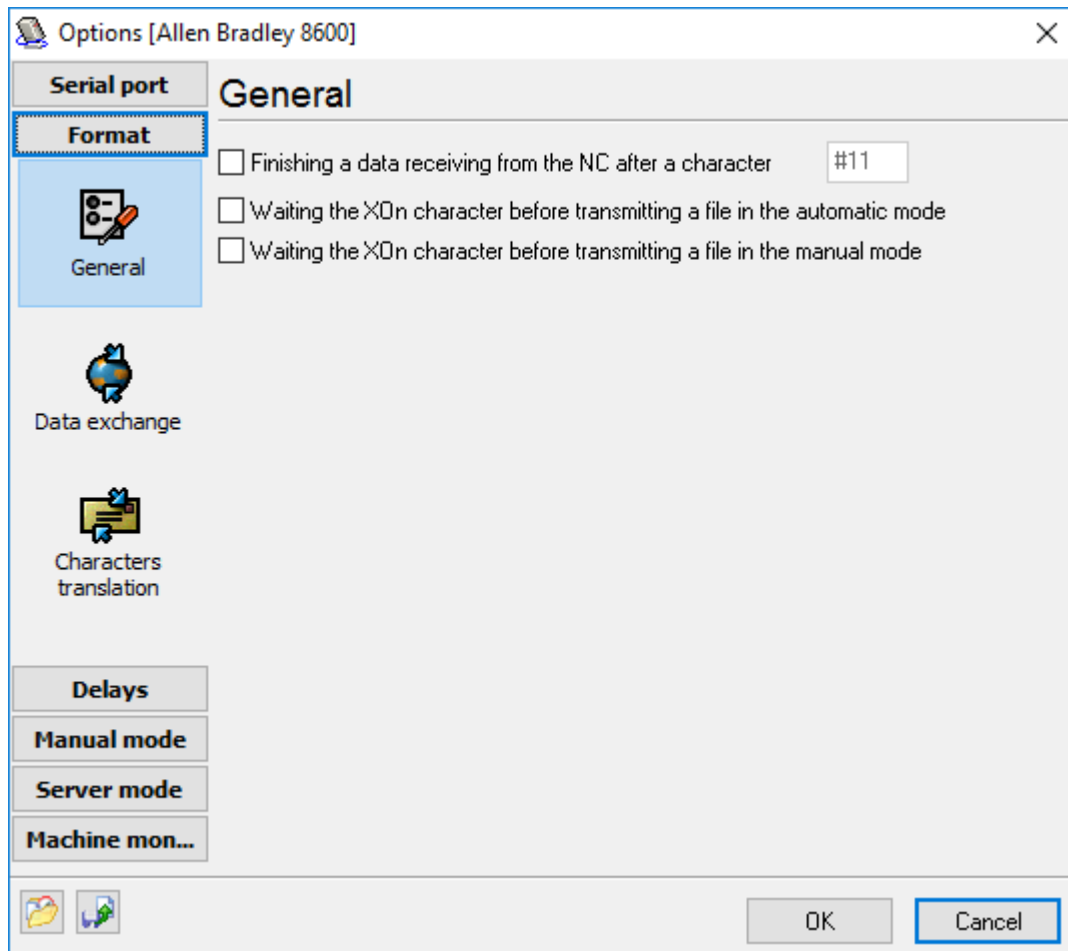 Options [Allen Bradley 8600]
Serial port
Format
General
Data exchange
Characters
translation
Delays
Manual mode
Server mode
Machine mon...
General
Finishing a data receiving from the NC after a character #11
Waiting the XOn character before transmitting a file in the automatic mode
Waiting the XOn character before transmitting a file in the manual mode
OK
Cancel